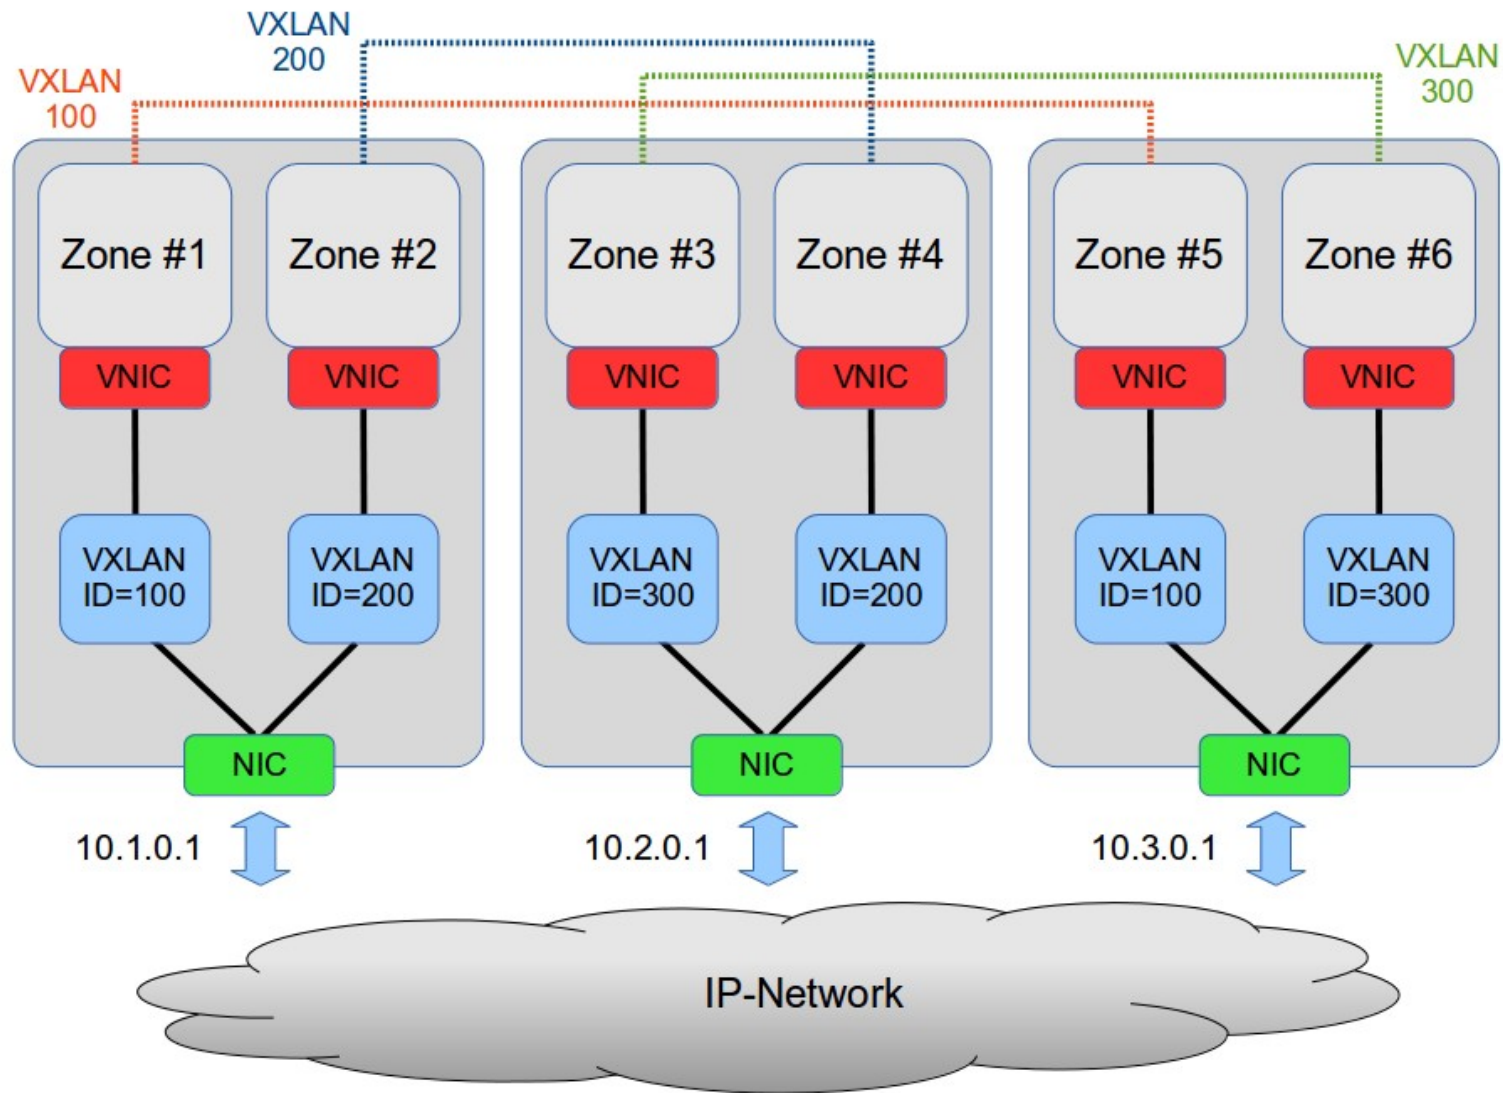 VXLAN
200
VXLAN
300
VXLAN
100
Zone #1
Zone #2
Zone #3
Zone #4
Zone #5
Zone #6
VNIC
VNIC
VNIC
VNIC
VNIC
VNIC
VXLAN
ID=100
VXLAN
ID=200
VXLAN
ID=300
VXLAN
ID=200
VXLAN
ID=100
VXLAN
ID=300
NIC
NIC
NIC
10.1.0.1
10.2.0.1
10.3.0.1
IP-Network